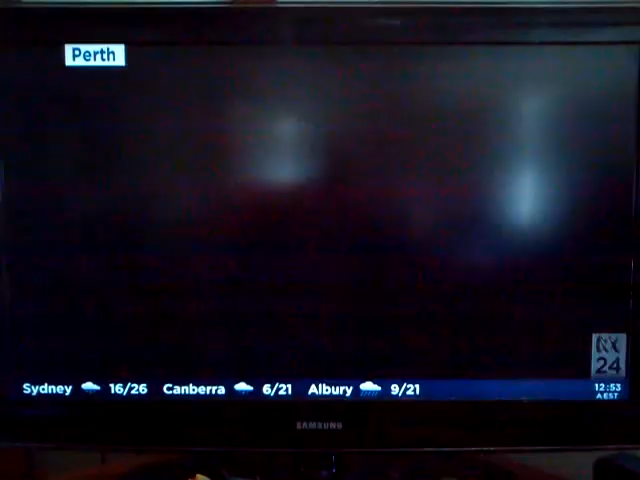 Perth
24
Sydney 16/26 Canberra 6/21 Albury 9/21
12:53
AEST
SAMSUNG